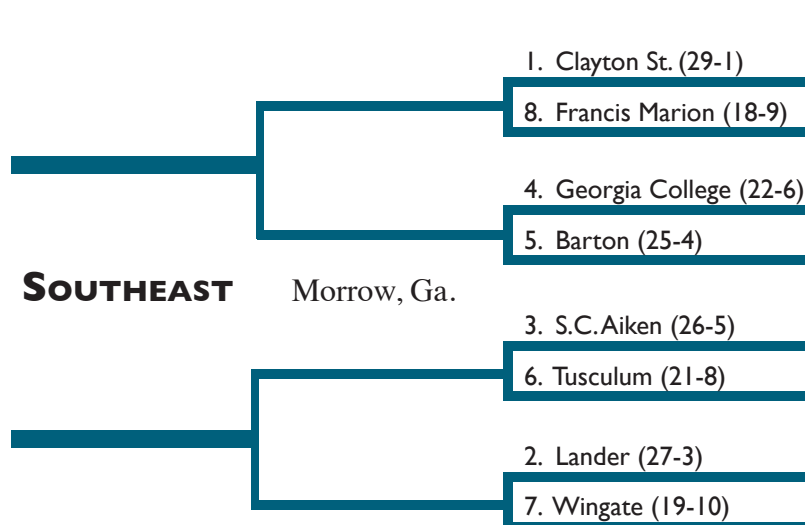 1. Clayton St. (29-1)
8. Francis Marion (18-9)
4. Georgia College (22-6)
5. Barton (25-4)
SOUTHEAST Morrow, Ga.
3. S.C. Aiken (26-5)
6. Tusculum (21-8)
2. Lander (27-3)
7. Wingate (19-10)